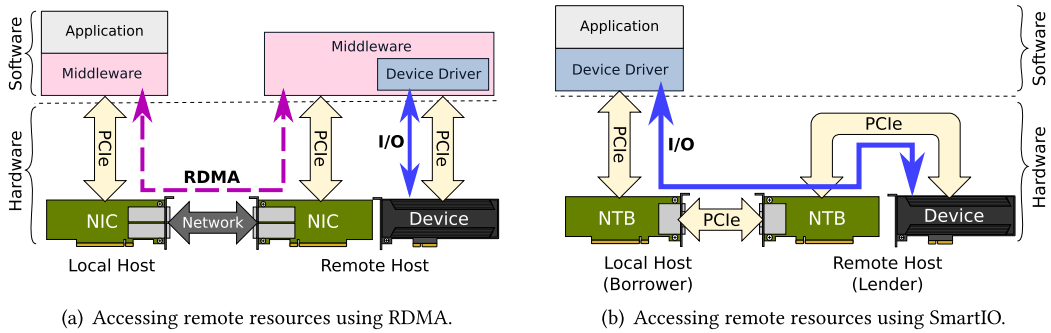 Software
Application
Middleware
Middleware
Device Driver
Hardware
PCIe
RDMA
PCIe
I/O
PCIe
NIC
Network
NIC
Device
Local Host
Remote Host
(a) Accessing remote resources using RDMA.
Application
Device Driver
Software
PCIe
I/O
PCIe
Hardware
NTB
PCIe
NTB
Device
Local Host
(Borrower)
Remote Host
(Lender)
(b) Accessing remote resources using SmartIO.